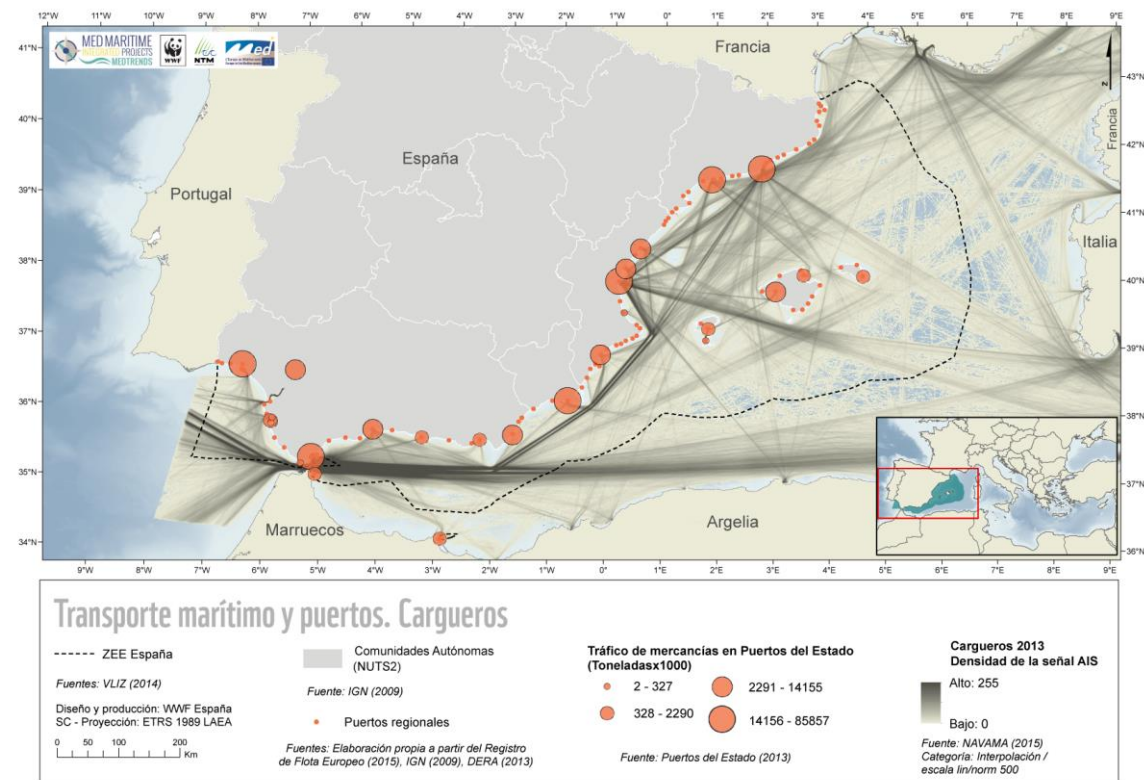 12°W 11°W 10°W 9°W 8°W 7°W 6°W 5°W 4°W 3°W 2°W 1°W 0° 1°E 2°E 3°E 4°E 5°E 6°E 7°E 8°E 9°E
41°N
40°N
39°N
38°N
37°N
36°N
35°N
34°N
MED MARITIME
INTEGRATED PROJECTS
MEDTRENDS
WWF
NTM
Med
Francia
España
Portugal
Francia
Italia
Marruecos
Argelia
z
43°N
42°N
41°N
40°N
39°N
38°N
37°N
36°N
9°W 8°W 7°W 6°W 5°W 4°W 3°W 2°W 1°W 0° 1°E 2°E 3°E 4°E 5°E 6°E 7°E 8°E 9°E
Transporte marítimo y puertos. Cargueros
ZEE España
Fuentes: VLIZ (2014)
Diseño y producción: WWF España
SC - Proyección: ETRS 1989 LAEA
0 50 100 200
Km
Comunidades Autónomas
(NUTS2)
Fuente: IGN (2009)
Puertos regionales
Fuentes: Elaboración propia a partir del Registro
de Flota Europeo (2015), IGN (2009), DERA (2013)
Tráfico de mercancías en Puertos del Estado
(Toneladasx1000)
2 - 327
328 - 2290
2291 - 14155
14156 - 85857
Fuente: Puertos del Estado (2013)
Cargueros 2013
Densidad de la señal AIS
Alto: 255
Bajo: 0
Fuente: NAVAMA (2015)
Categoría: Interpolación /
escala lin/norm 500